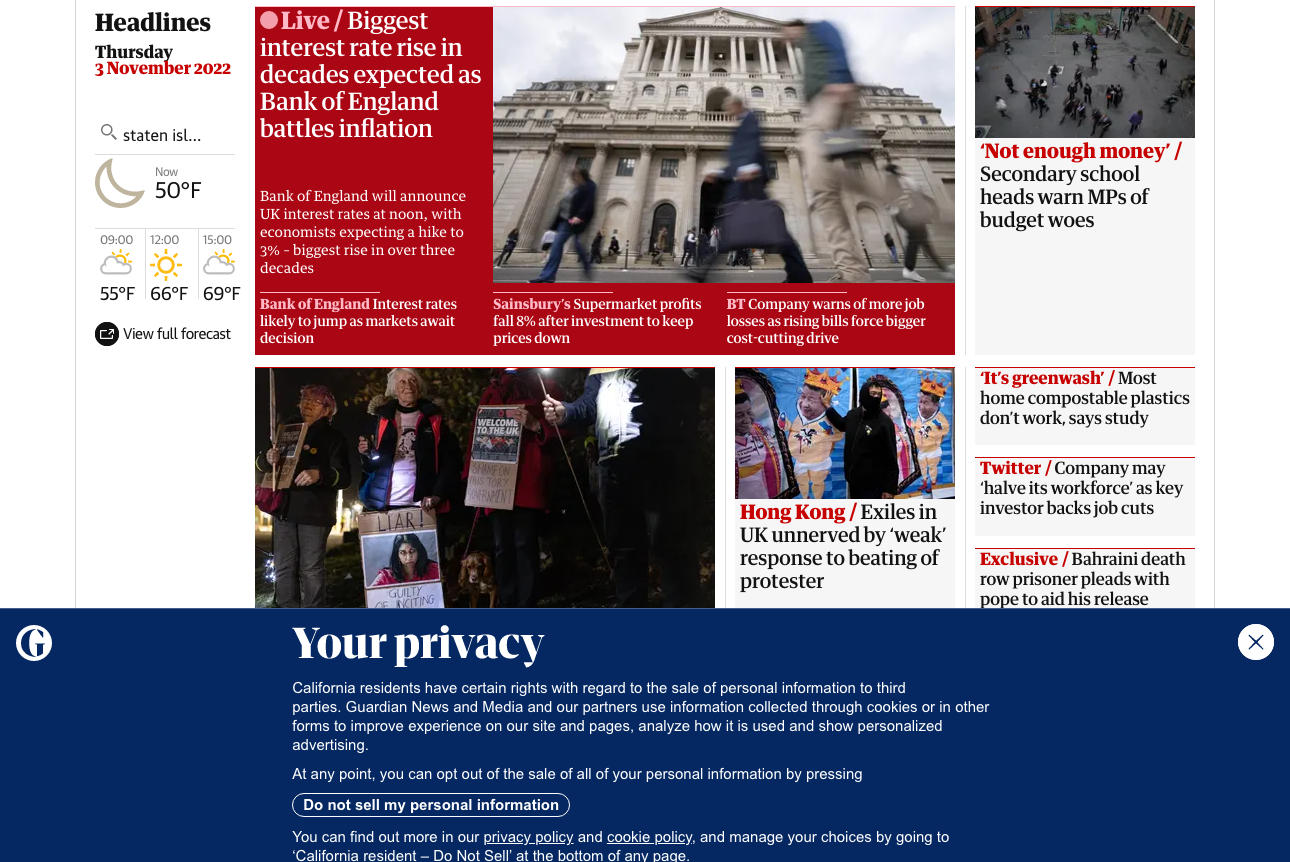 Headlines
Thursday
3 November 2022
staten isl...
Now
50°F
09:00
12:00
15:00
55°F
66°F
69°F
View full forecast
Live / Biggest
interest rate rise in
decades expected as
Bank of England
battles inflation
Bank of England will announce
UK interest rates at noon, with
economists expecting a hike to
3% – biggest rise in over three
decades
Bank of England Interest rates
likely to jump as markets await
decision
Sainsbury’s Supermarket profits
fall 8% after investment to keep
prices down
BT Company warns of more job
losses as rising bills force bigger
cost-cutting drive
‘Not enough money’ /
Secondary school
heads warn MPs of
budget woes
WELCOME
TO THE UK
LIAR!
GUILTY
OF INCITING
Hong Kong / Exiles in
UK unnerved by ‘weak’
response to beating of
protester
‘It’s greenwash’ / Most
home compostable plastics
don’t work, says study
Twitter / Company may
‘halve its workforce’ as key
investor backs job cuts
Exclusive / Bahraini death
row prisoner pleads with
pope to aid his release
G
Your privacy
California residents have certain rights with regard to the sale of personal information to third
parties. Guardian News and Media and our partners use information collected through cookies or in other
forms to improve experience on our site and pages, analyze how it is used and show personalized
advertising.
At any point, you can opt out of the sale of all of your personal information by pressing
Do not sell my personal information
You can find out more in our privacy policy and cookie policy, and manage your choices by going to
‘California resident – Do Not Sell’ at the bottom of any page.